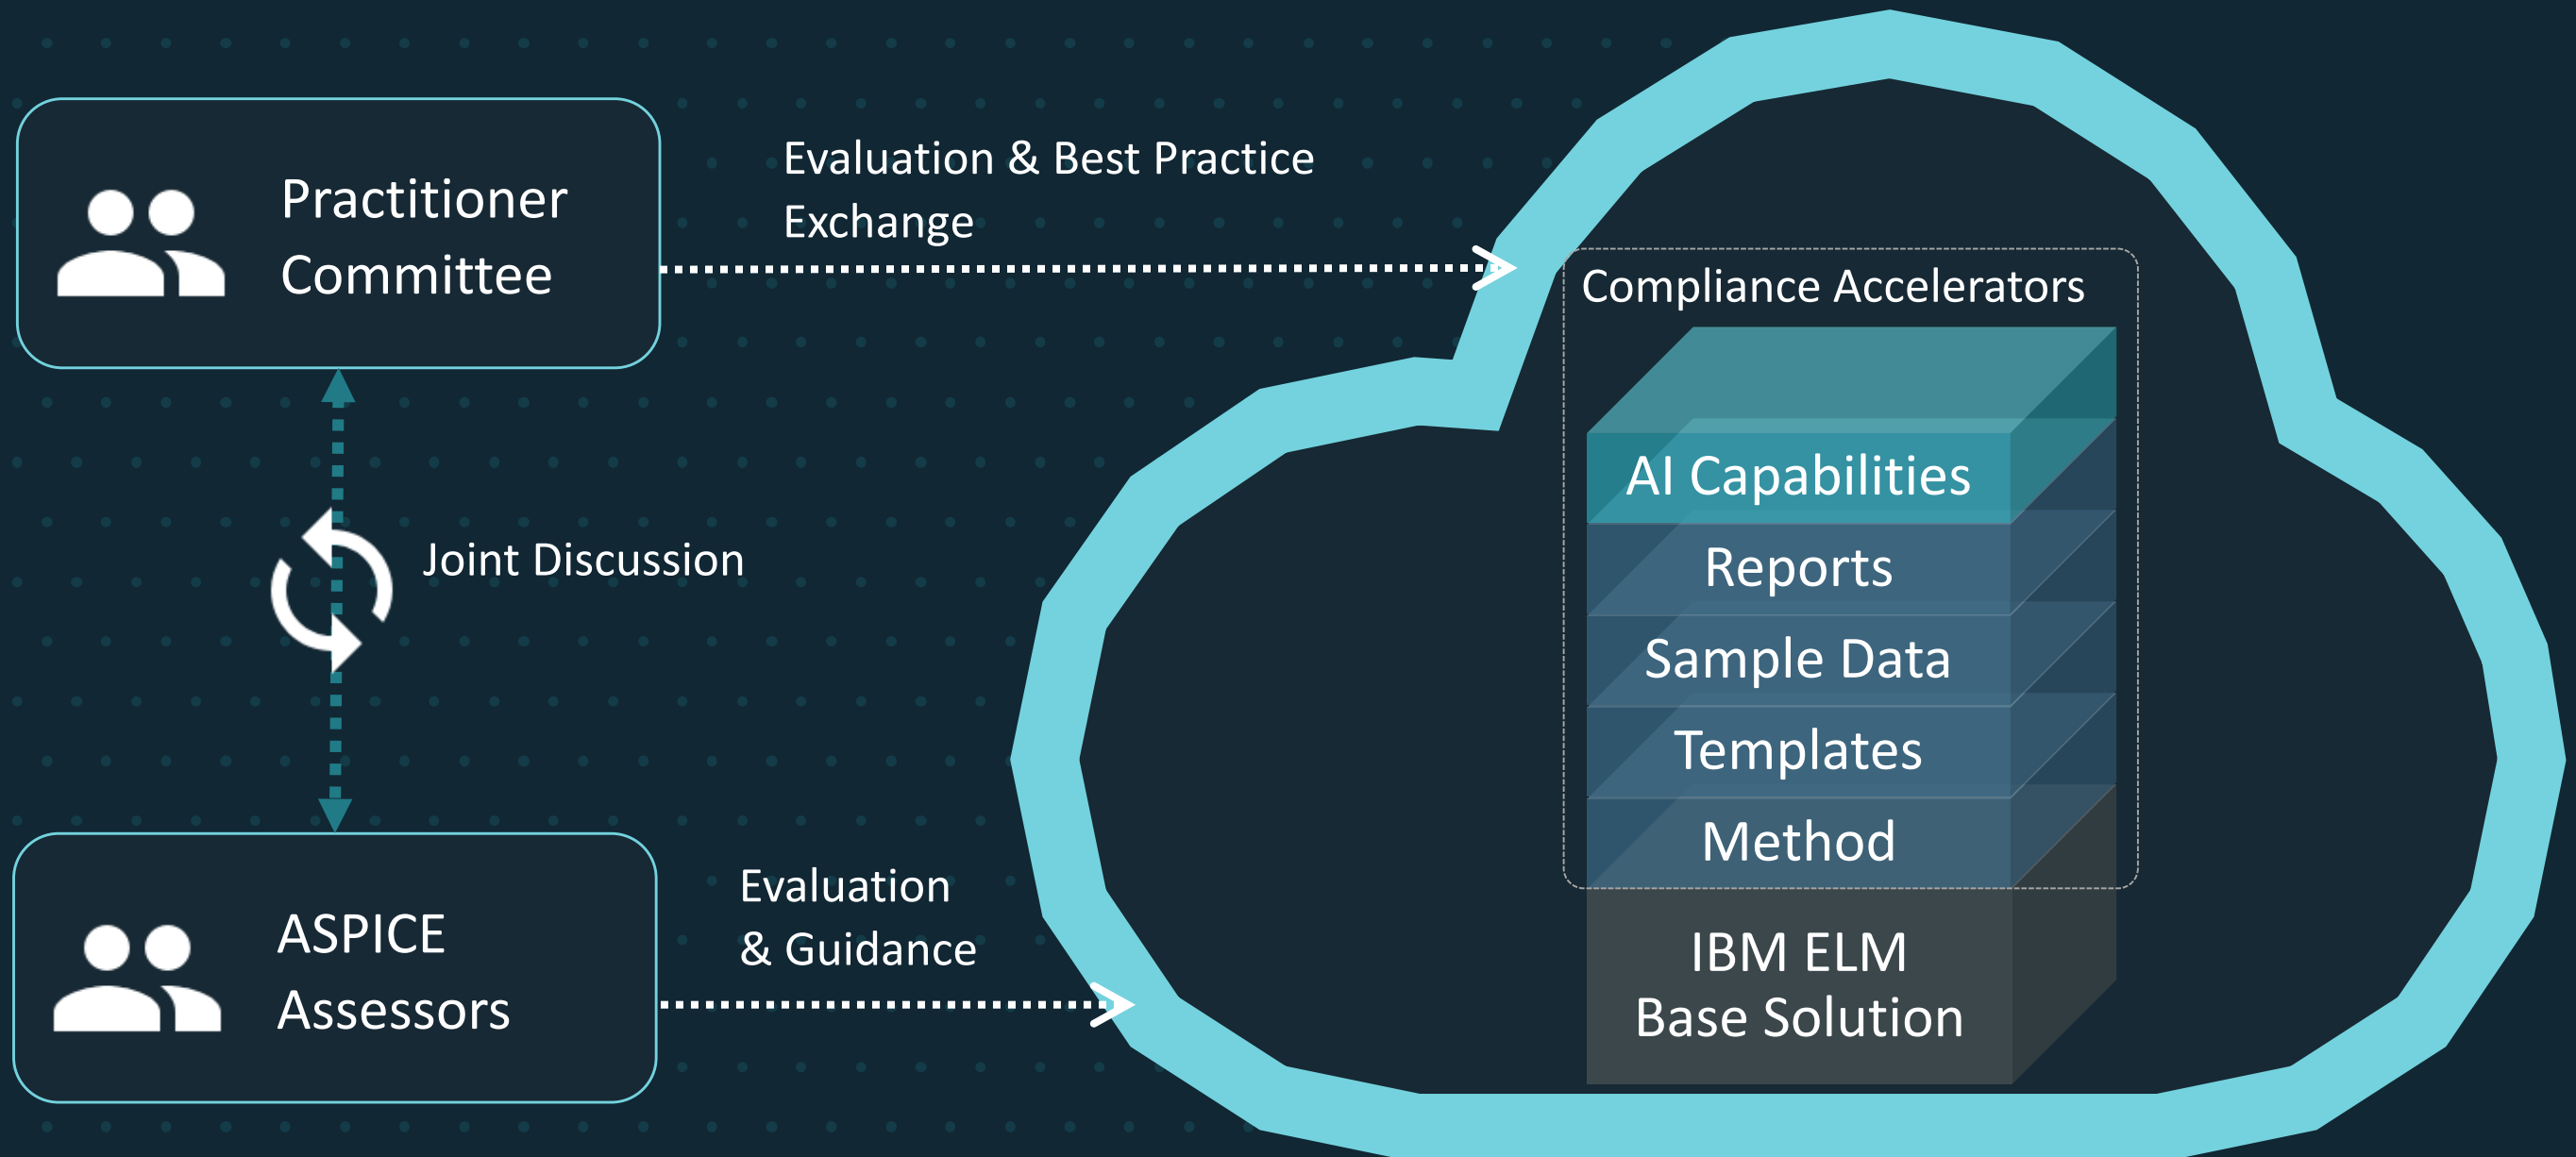 Practitioner
Committee
Evaluation & Best Practice
Exchange
Joint Discussion
ASPICE
Assessors
Evaluation
& Guidance
Compliance Accelerators
AI Capabilities
Reports
Sample Data
Templates
Method
IBM ELM
Base Solution